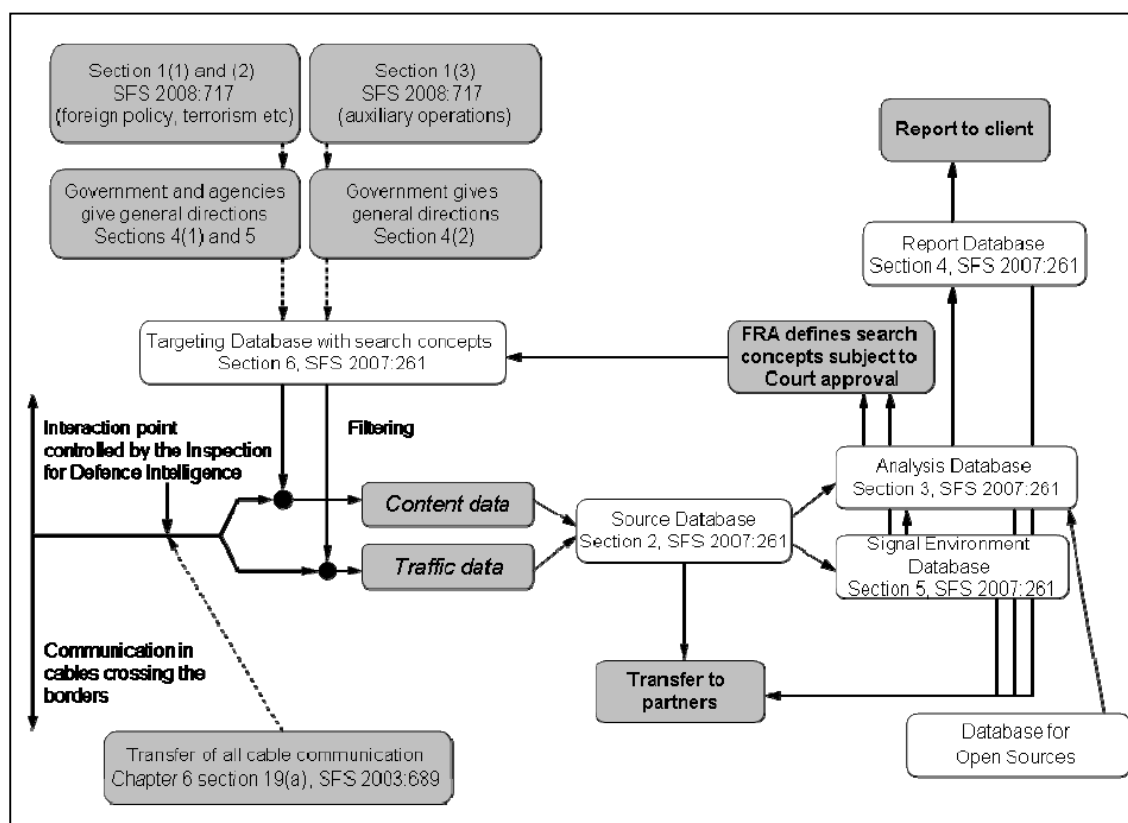 Section 1(1) and (2)
SFS 2008:717
(foreign policy, terrorism etc)
Section 1(3)
SFS 2008:717
(auxiliary operations)
Report to client
Government and agencies
give general directions
Sections 4(1) and 5
Government gives
general directions
Section 4(2)
Report Database
Section 4, SFS 2007:261
Targeting Database with search concepts
Section 6, SFS 2007:261
FRA defines search
concepts subject to
Court approval
Interaction point
controlled by the Inspection
for Defence Intelligence
Filtering
Content data
Traffic data
Source Database
Section 2, SFS 2007:261
Analysis Database
Section 3, SFS 2007:261
Signal Environment
Database
Section 5, SFS 2007:261
Communication in
cables crossing the
borders
Transfer to
partners
Database for
Open Sources
Transfer of all cable communication
Chapter 6 section 19(a), SFS 2003:689